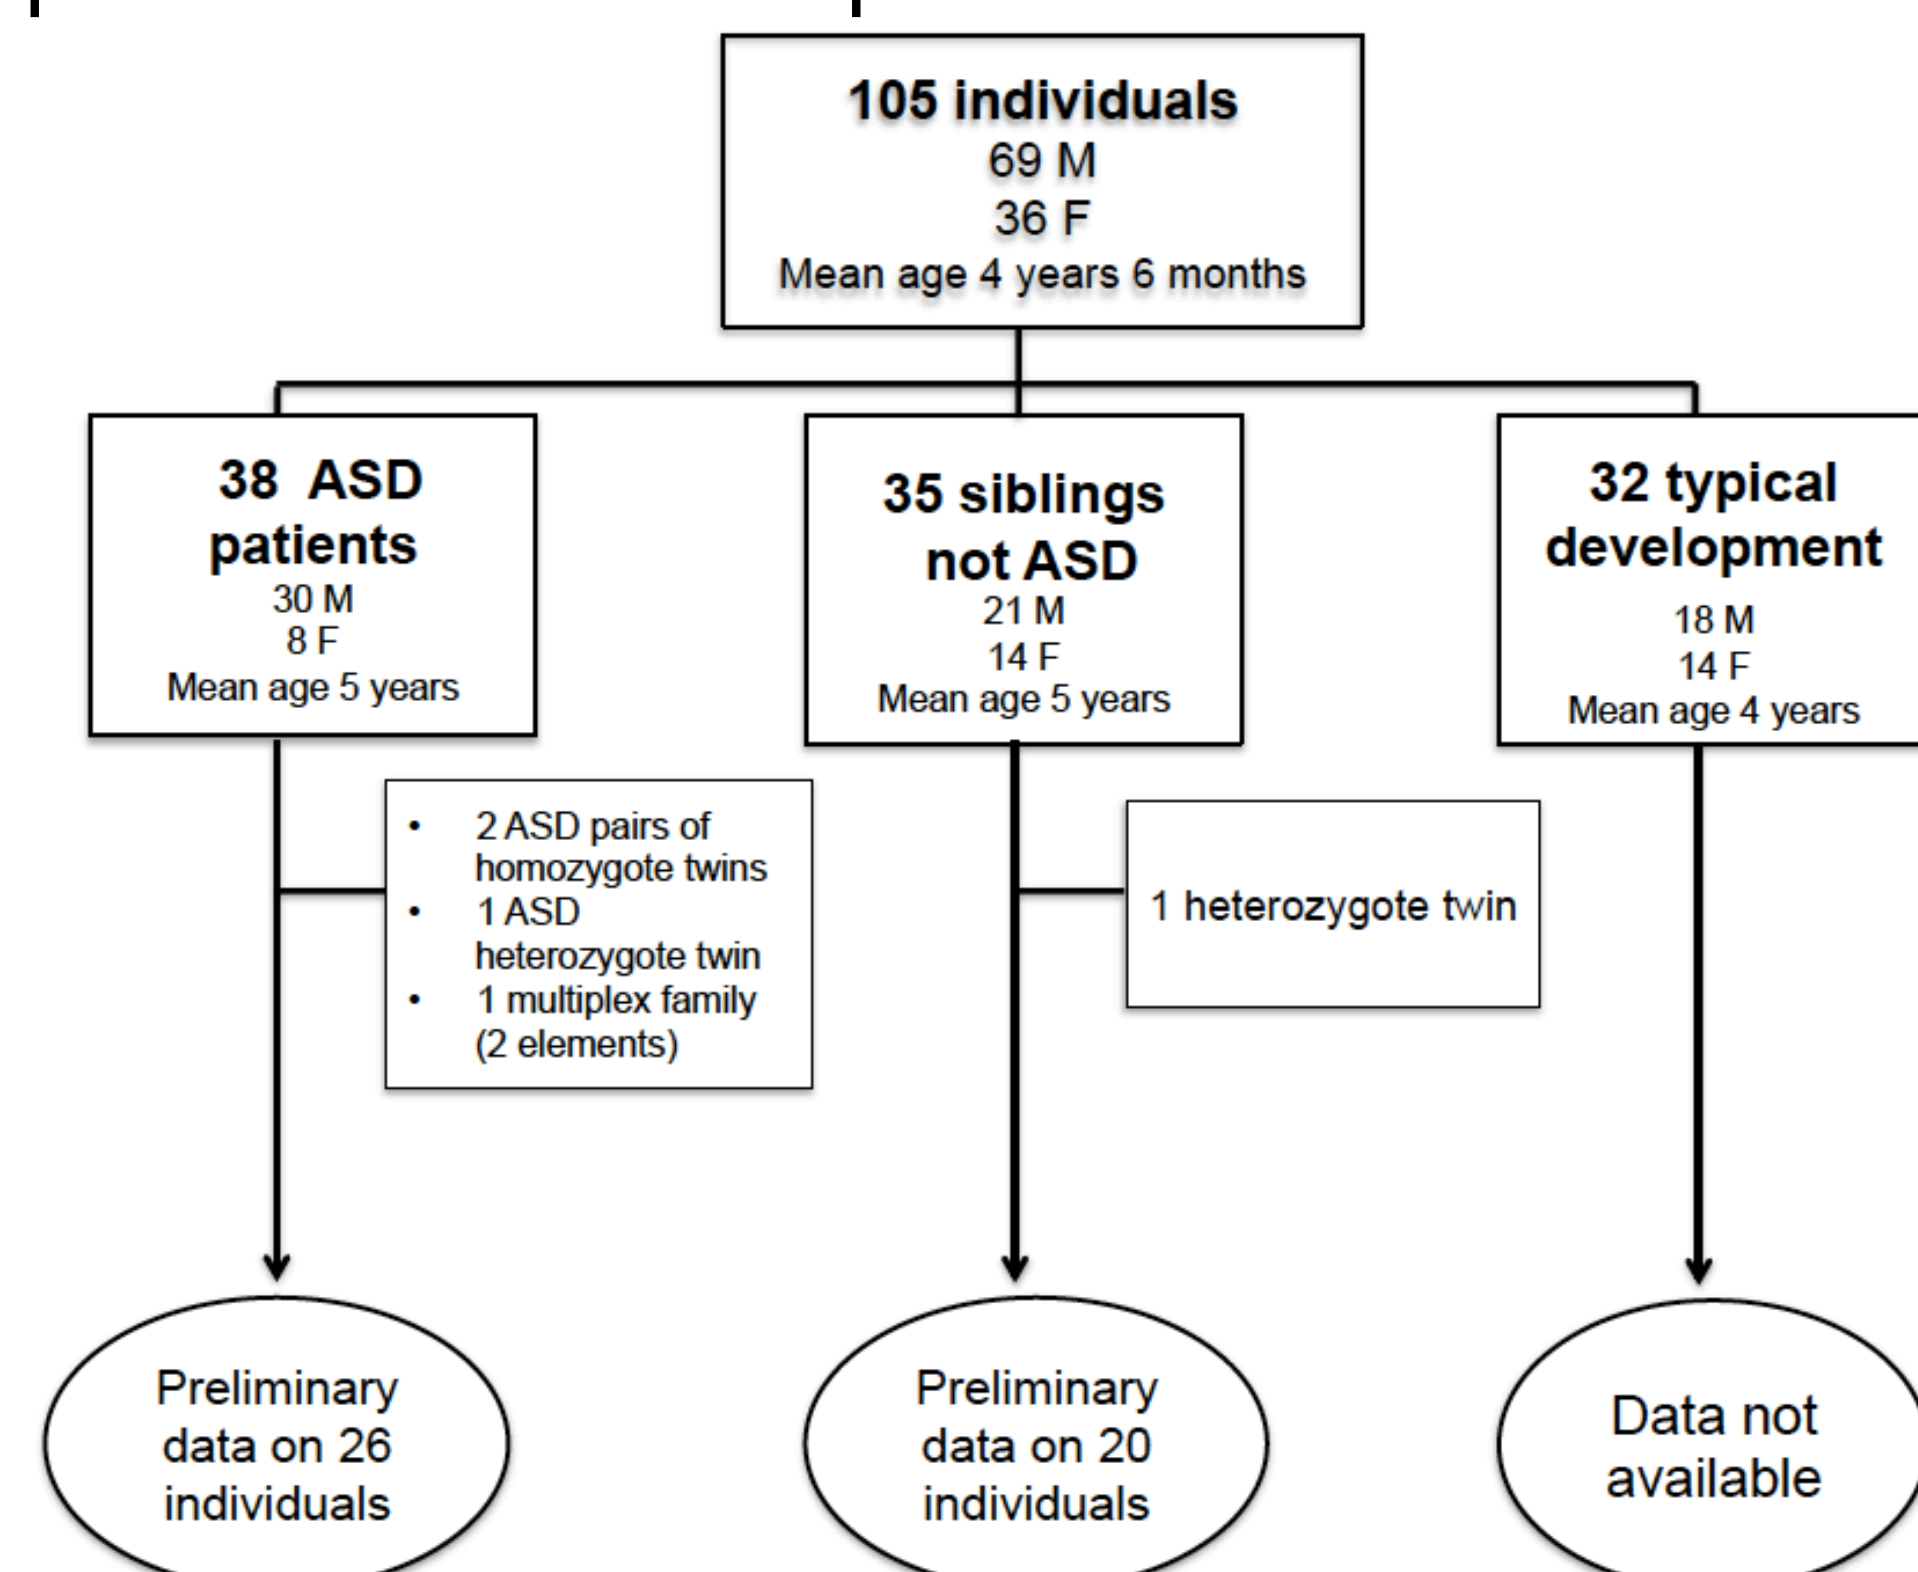 105 individuals
69 M
36 F
Mean age 4 years 6 months
38 ASD
patients
30 M
8 F
Mean age 5 years
35 siblings
not ASD
21 M
14 F
Mean age 5 years
32 typical
development
18 M
14 F
Mean age 4 years
• 2 ASD pairs of
homozygote twins
• 1 ASD
heterozygote twin
• 1 multiplex family
(2 elements)
1 heterozygote twin
Preliminary
data on 26
individuals
Preliminary
data on 20
individuals
Data not
available